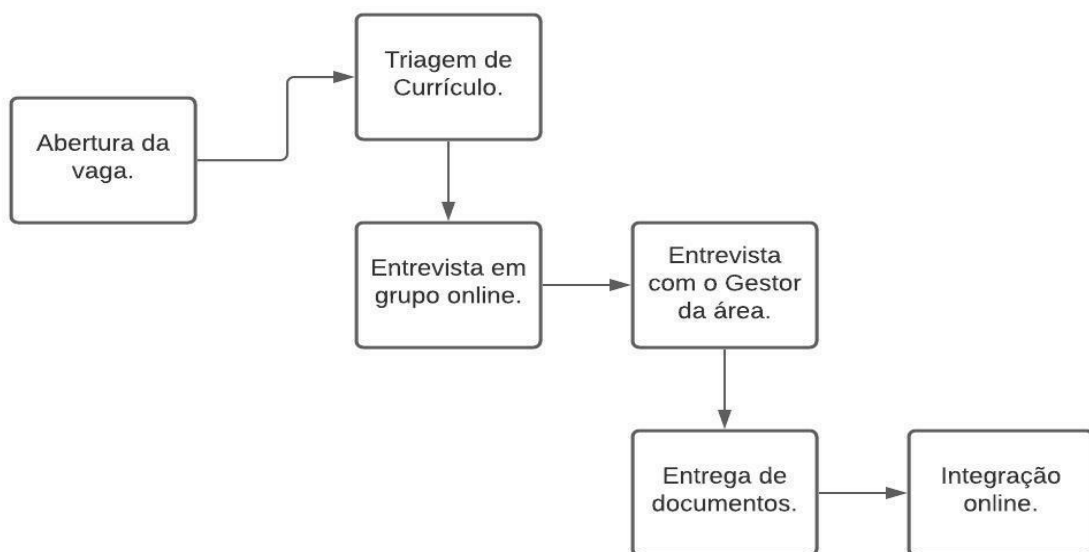 Abertura da
vaga.
Triagem de
Currículo.
Entrevista em
grupo online.
Entrevista
com o Gestor
da área.
Entrega de
documentos.
Integração
online.